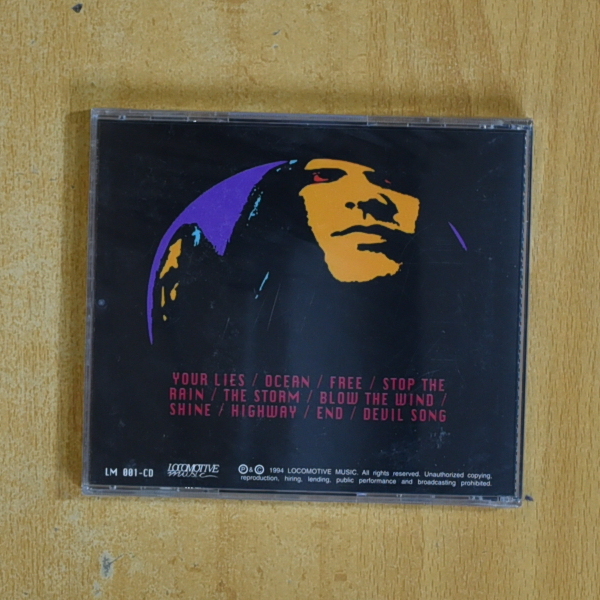 YOUR LIES / OCEAN / FREE / STOP THE
RAIN / THE STORM / BLOW THE WIND /
SHINE / HIGHWAY / END / DEVIL SONG
LM 001-CD
LOCOMOTIVE
MUSIC
℗ & © 1994 LOCOMOTIVE MUSIC. All rights reserved. Unauthorized copying,
reproduction, hiring, lending, public performance and broadcasting prohibited.